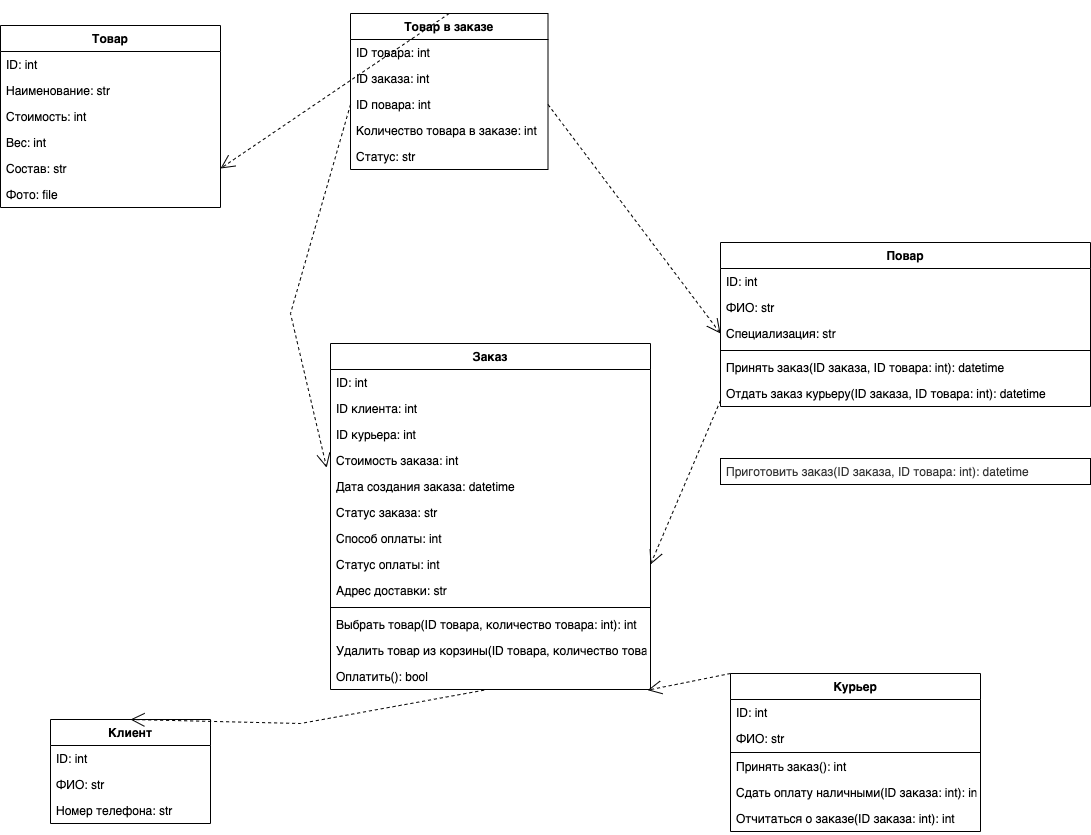 Товар
ID: int
Наименование: str
Стоимость: int
Вес: int
Состав: str
Фото: file
Товар в заказе
ID товара: int
ID заказа: int
ID повара: int
Количество товара в заказе: int
Статус: str
Повар
ID: int
ФИО: str
Специализация: str
Принять заказ(ID заказа, ID товара: int): datetime
Отдать заказ курьеру(ID заказа, ID товара: int): datetime
Приготовить заказ(ID заказа, ID товара: int): datetime
Заказ
ID: int
ID клиента: int
ID курьера: int
Стоимость заказа: int
Дата создания заказа: datetime
Статус заказа: str
Способ оплаты: int
Статус оплаты: int
Адрес доставки: str
Выбрать товар(ID товара, количество товара: int): int
Удалить товар из корзины(ID товара, количество това
Оплатить(): bool
Клиент
ID: int
ФИО: str
Номер телефона: str
Курьер
ID: int
ФИО: str
Принять заказ(): int
Сдать оплату наличными(ID заказа: int): in
Отчитаться о заказе(ID заказа: int): int